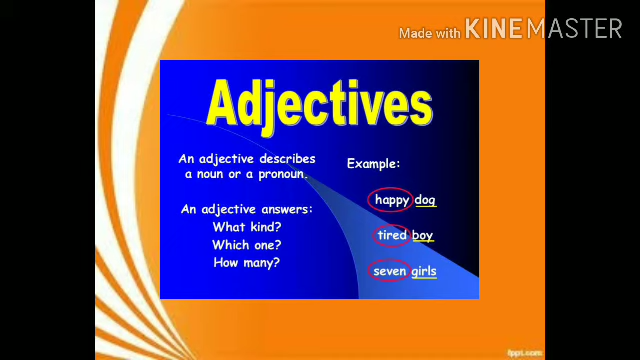 Made with KINEMASTER
Adjectives
An adjective describes
a noun or a pronoun.
An adjective answers:
What kind?
Which one?
How many?
Example:
happy dog
tired boy
seven girls
fppt.com